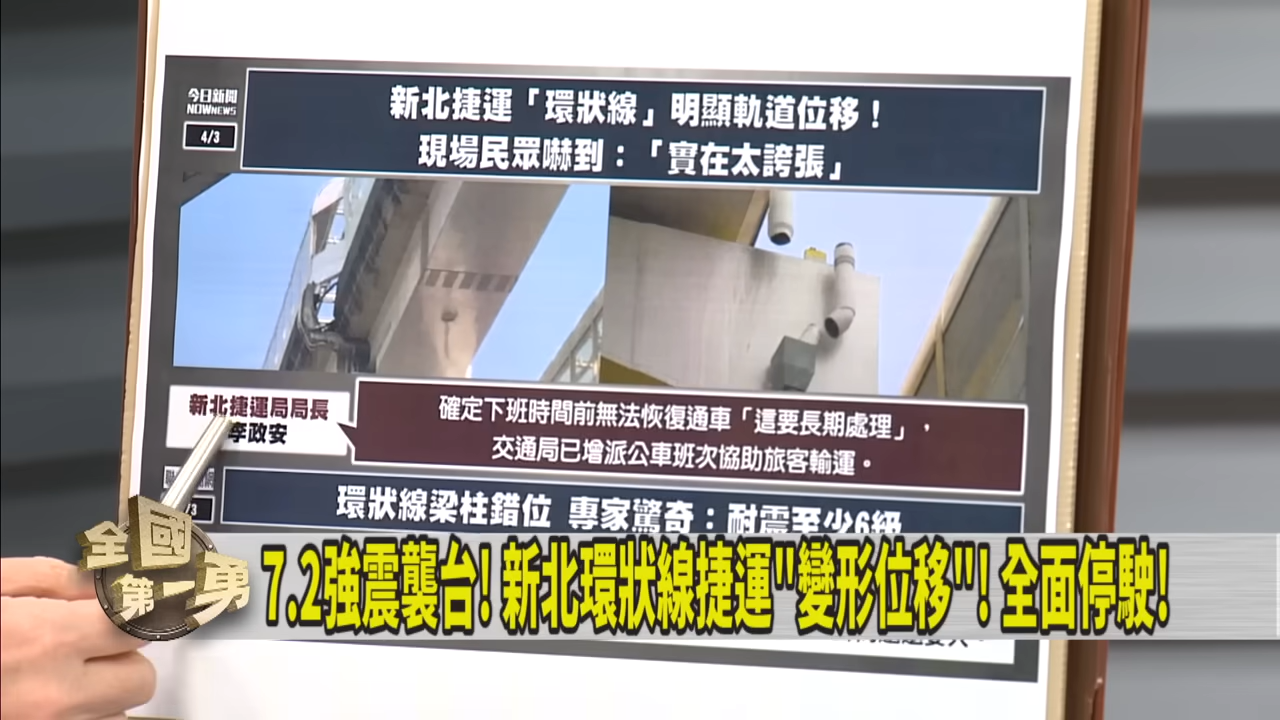 今日新聞
NOWNEWS
4/3
新北捷運「環狀線」明顯軌道位移！
現場民眾嚇到：「實在太誇張」
新北捷運局局長
李政安
確定下班時間前無法恢復通車「這要長期處理」，
交通局已增派公車班次協助旅客輸運。
/3
環狀線梁柱錯位 專家驚奇：耐震至少6級
全國第一勇
7.2強震襲台! 新北環狀線捷運"變形位移"! 全面停駛!